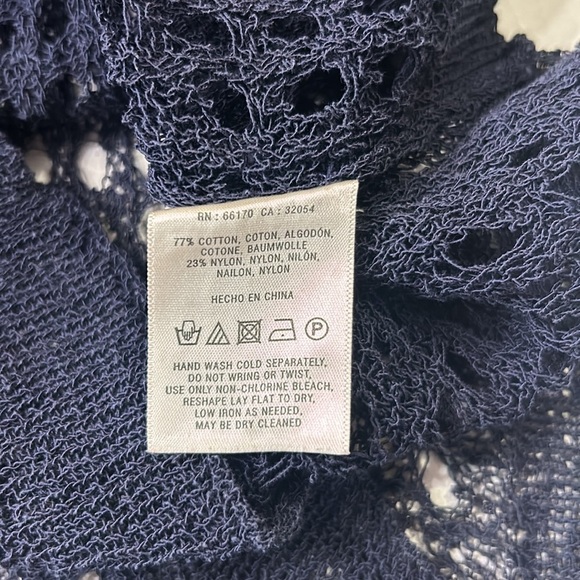 RN : 66170 CA : 32054
77% COTTON, COTON, ALGODÓN,
COTONE, BAUMWOLLE
23% NYLON, NYLON, NILÓN,
NAILON, NYLON
HECHO EN CHINA
P
HAND WASH COLD SEPARATELY,
DO NOT WRING OR TWIST,
USE ONLY NON-CHLORINE BLEACH,
RESHAPE LAY FLAT TO DRY,
LOW IRON AS NEEDED,
MAY BE DRY CLEANED